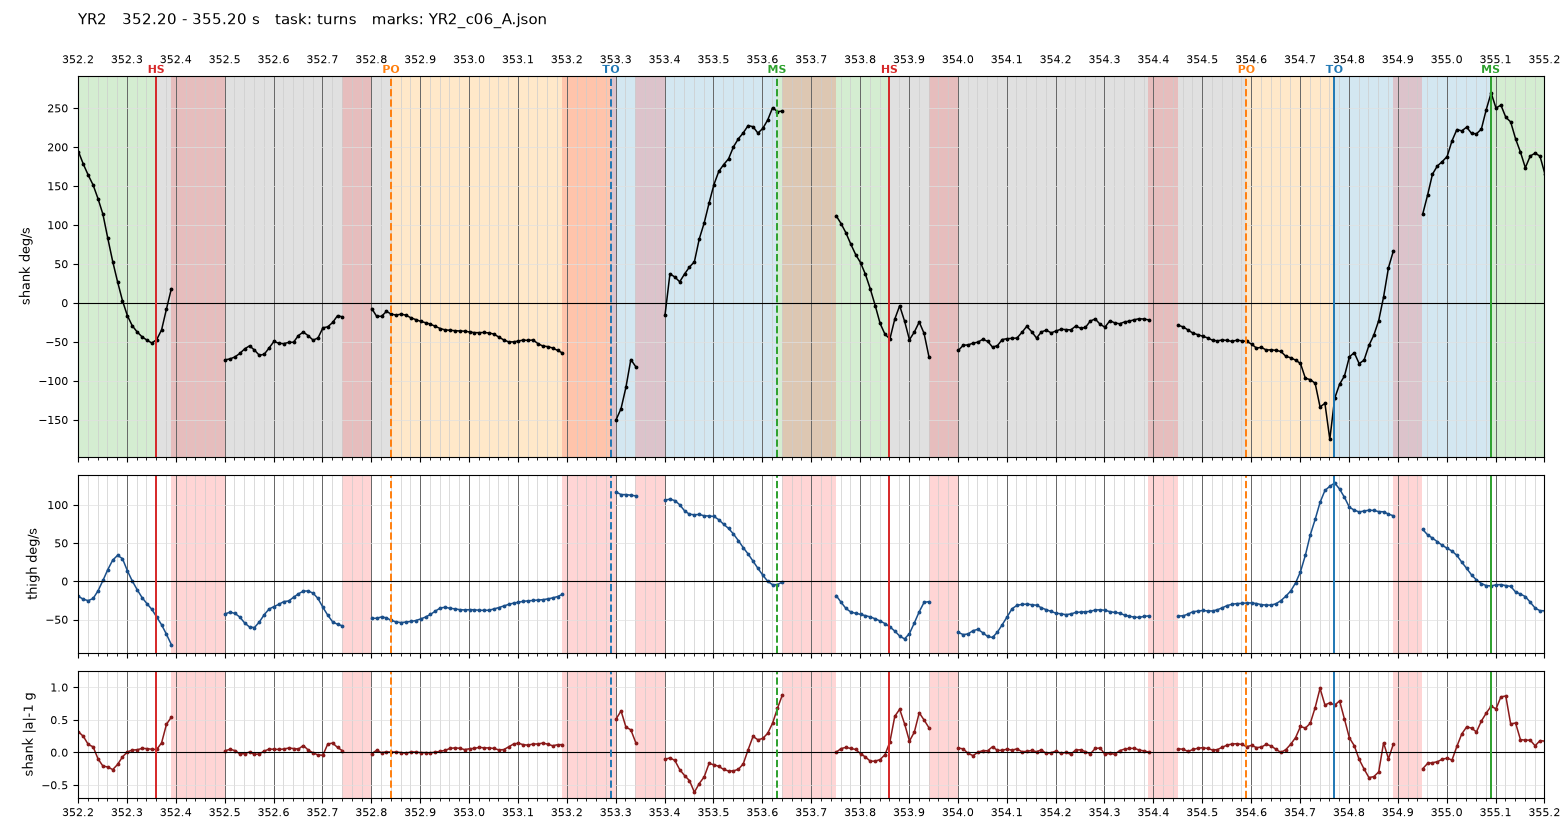 YR2   352.20 - 355.20 s   task: turns   marks: YR2_c06_A.json
352.2 352.3 352.4 352.5 352.6 352.7 352.8 352.9 353.0 353.1 353.2 353.3 353.4 353.5 353.6 353.7 353.8 353.9 354.0 354.1 354.2 354.3 354.4 354.5 354.6 354.7 354.8 354.9 355.0 355.1 355.2
HS PO TO MS HS PO TO MS
250
200
150
100
50
0
−50
−100
−150
shank deg/s
100
50
0
−50
thigh deg/s
1.0
0.5
0.0
−0.5
shank |a|-1 g
352.2 352.3 352.4 352.5 352.6 352.7 352.8 352.9 353.0 353.1 353.2 353.3 353.4 353.5 353.6 353.7 353.8 353.9 354.0 354.1 354.2 354.3 354.4 354.5 354.6 354.7 354.8 354.9 355.0 355.1 355.2